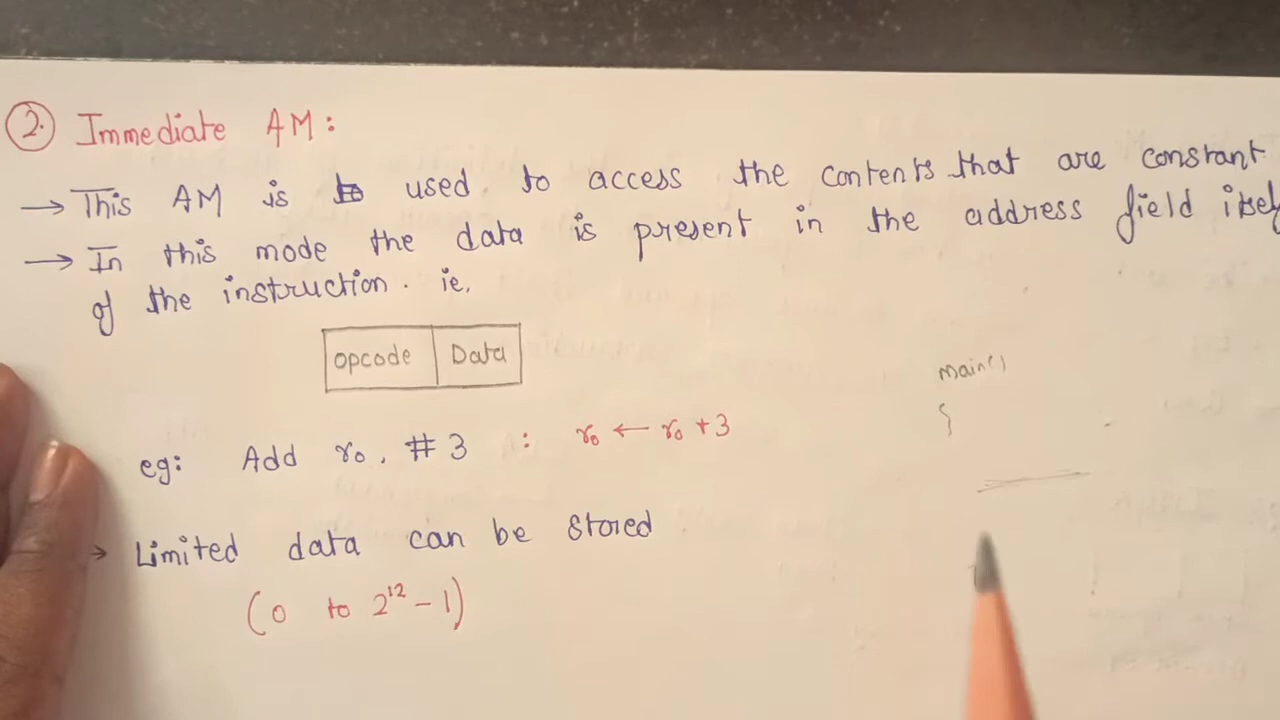 2. Immediate AM:
→ This AM is used to access the contents that are constant
→ In this mode the data is present in the address field itself
of the instruction. ie,
opcode Data
main()
{
eg: Add r₀, #3 : r₀ ← r₀ + 3
→ Limited data can be stored
(0 to 2¹² - 1)